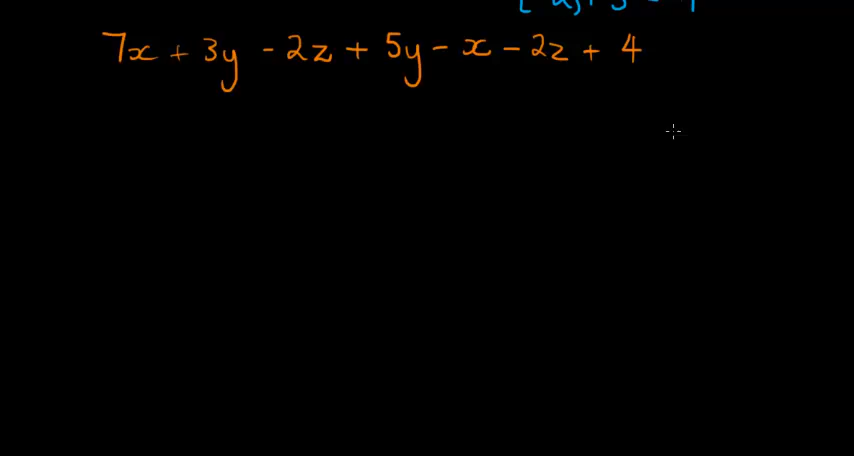 7x + 3y - 2z + 5y - x - 2z + 4